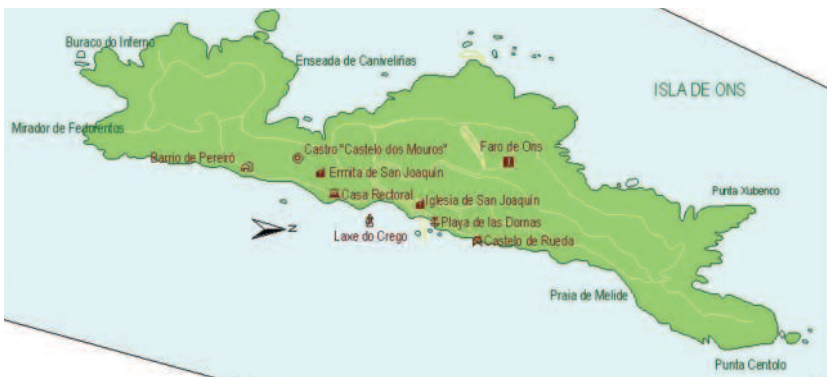 Buraco do Inferno
Enseada de Caniveliñas
ISLA DE ONS
Mirador de Fedorentos
Castro "Castelo dos Mouros"
Faro de Ons
Barrio de Pereiró
Ermita de San Joaquín
Punta Xubenco
Casa Rectoral
Iglesia de San Joaquín
Playa de las Dornas
N
Laxe do Crego
Castelo de Rueda
Praia de Melide
Punta Centolo